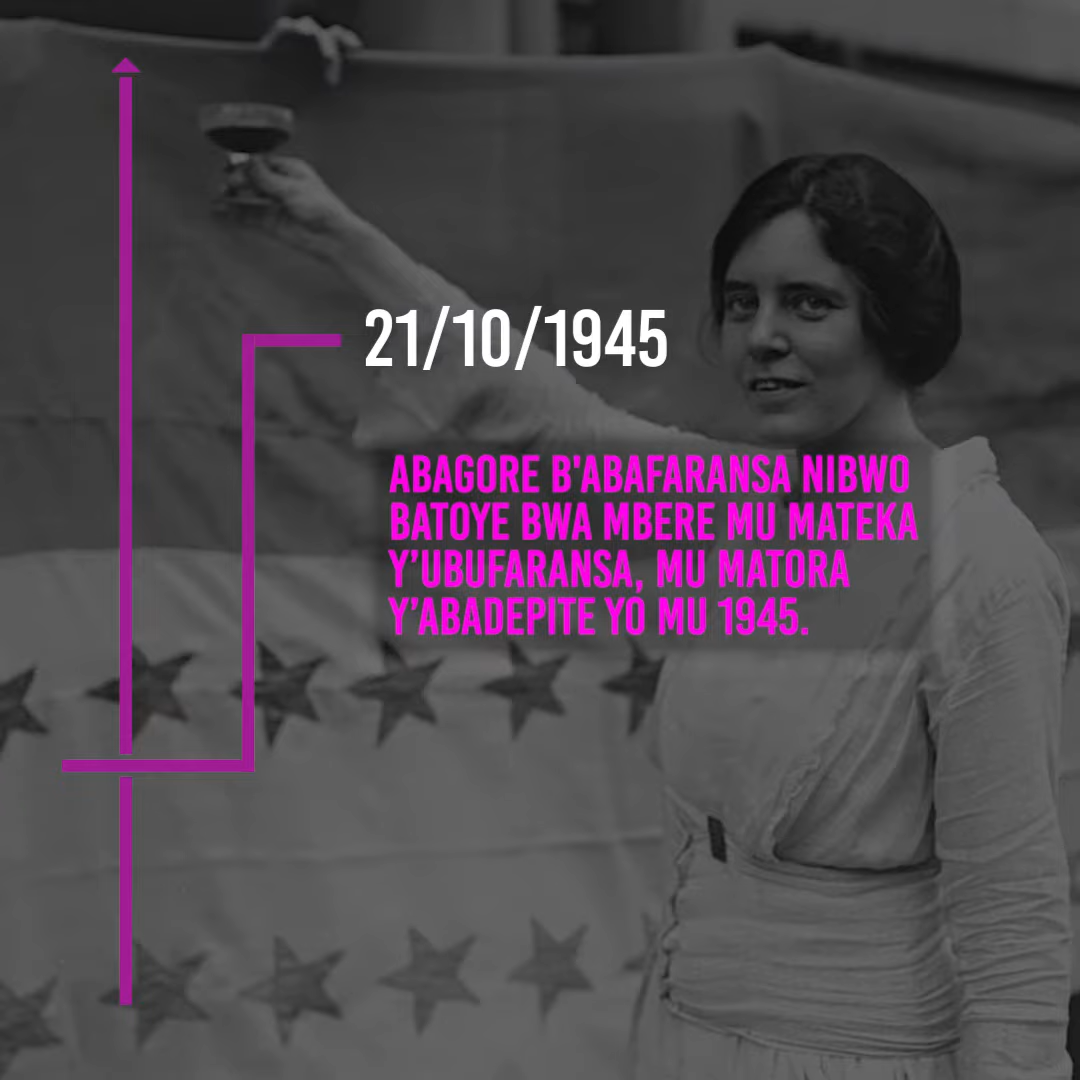 21/10/1945
ABAGORE B'ABAFARANSA NIBWO
BATOYE BWA MBERE MU MATEKA
Y’UBUFARANSA, MU MATORA
Y’ABADEPITE YO MU 1945.